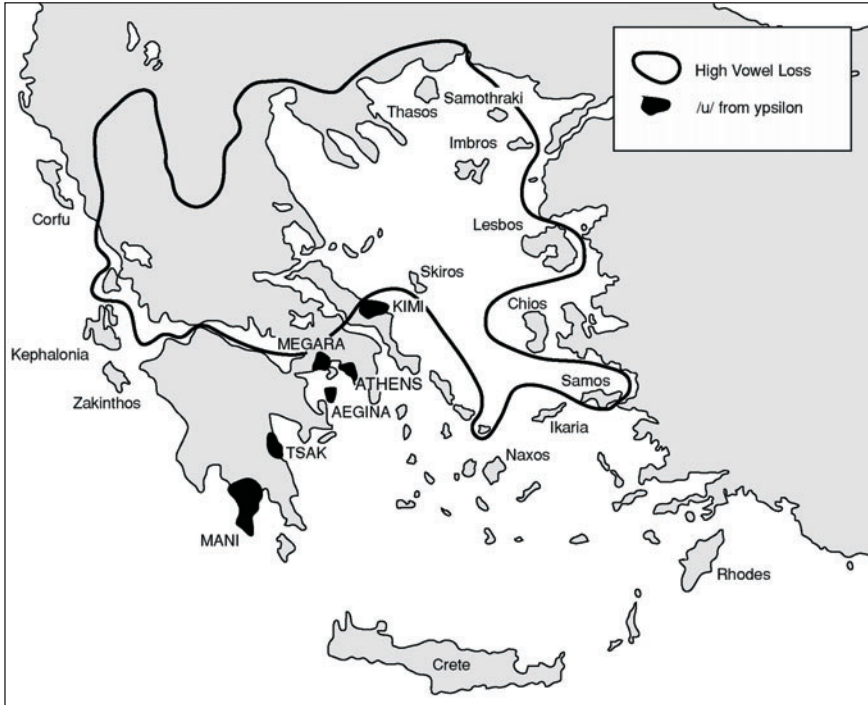 High Vowel Loss
/u/ from ypsilon
Thasos
Samothraki
Imbros
Corfu
Lesbos
Skiros
KIMI
Chios
MEGARA
Kephalonia
ATHENS
Samos
Zakinthos
AEGINA
Ikaria
TSAK
Naxos
MANI
Rhodes
Crete